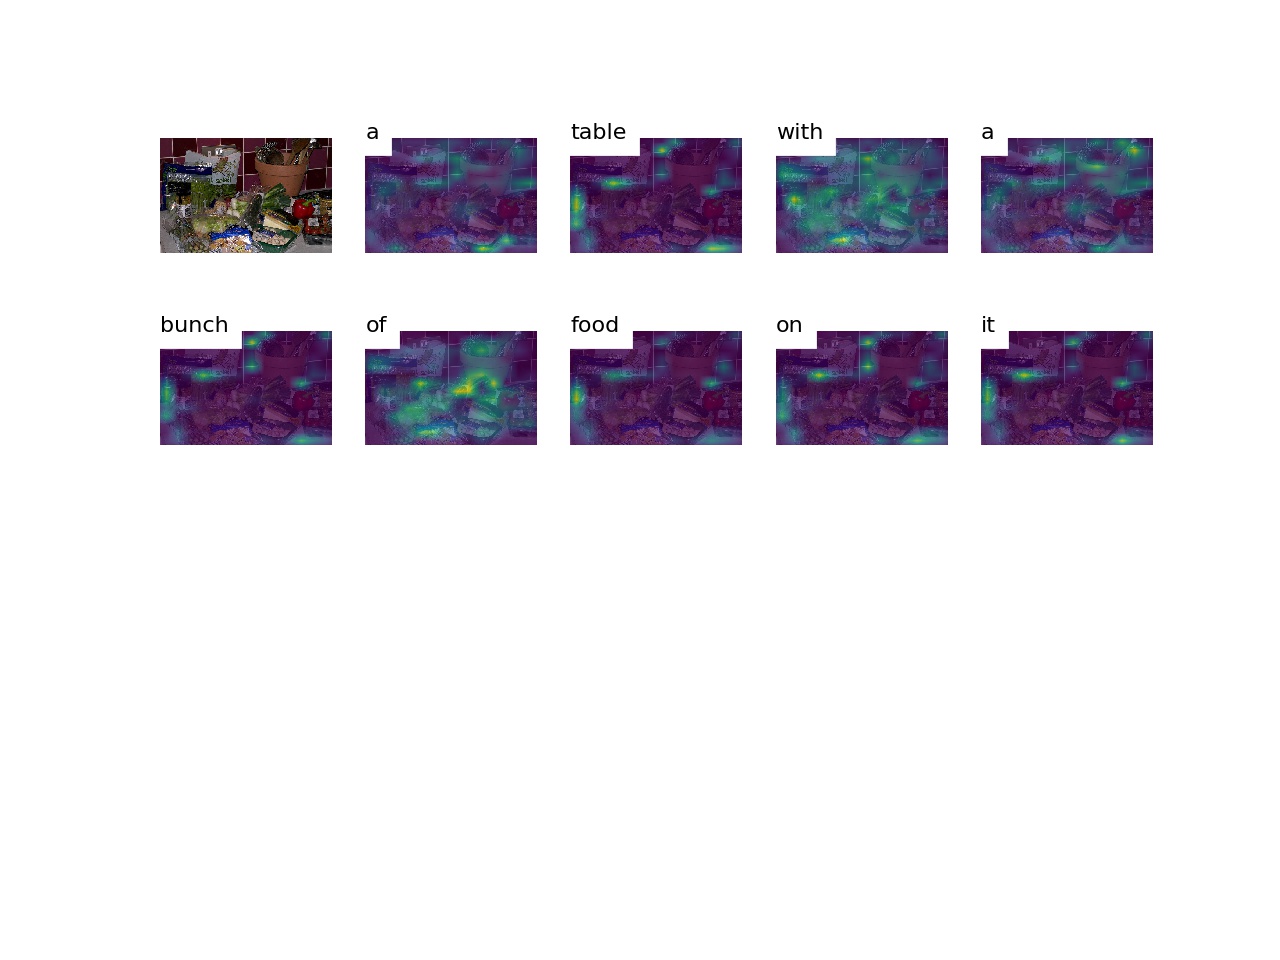 a table with a
bunch of food on it